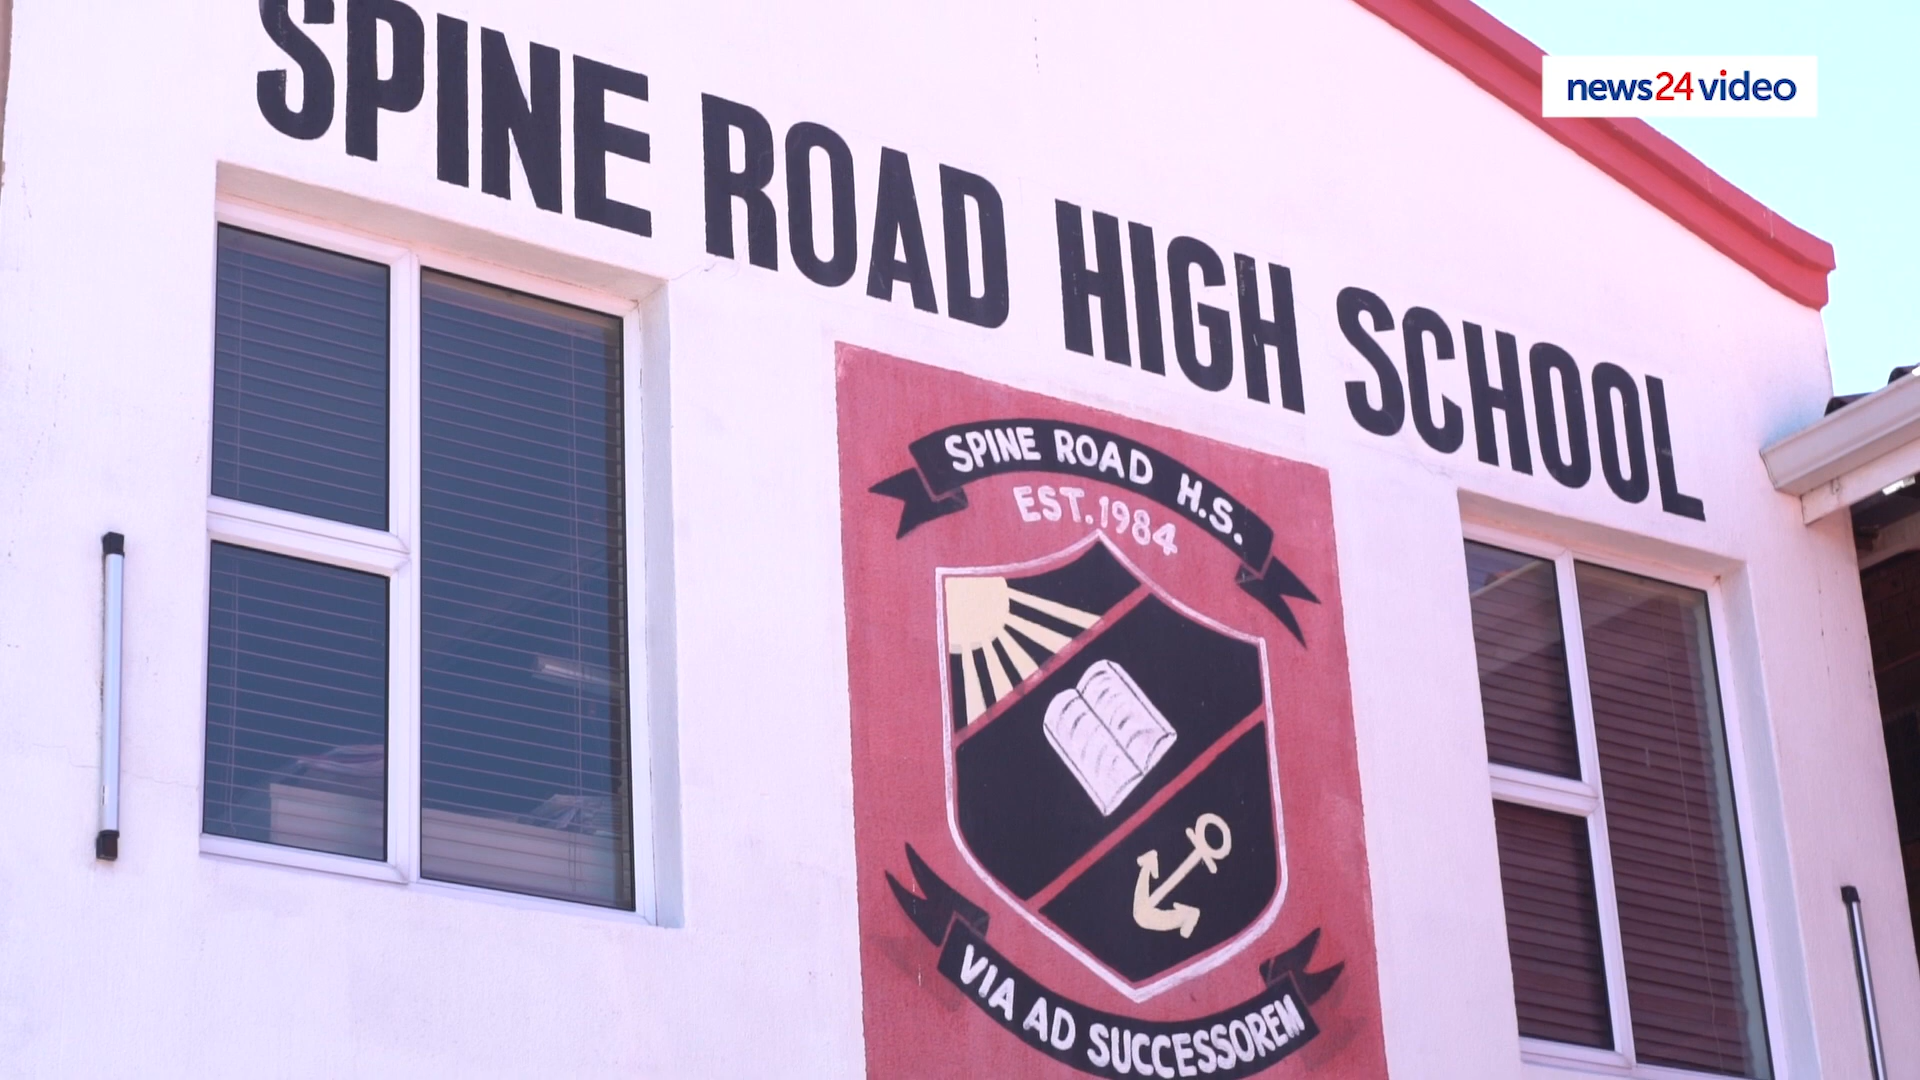 news24video
SPINE ROAD HIGH SCHOOL
SPINE ROAD H.S.
EST.1984
VIA AD SUCCESSOREM